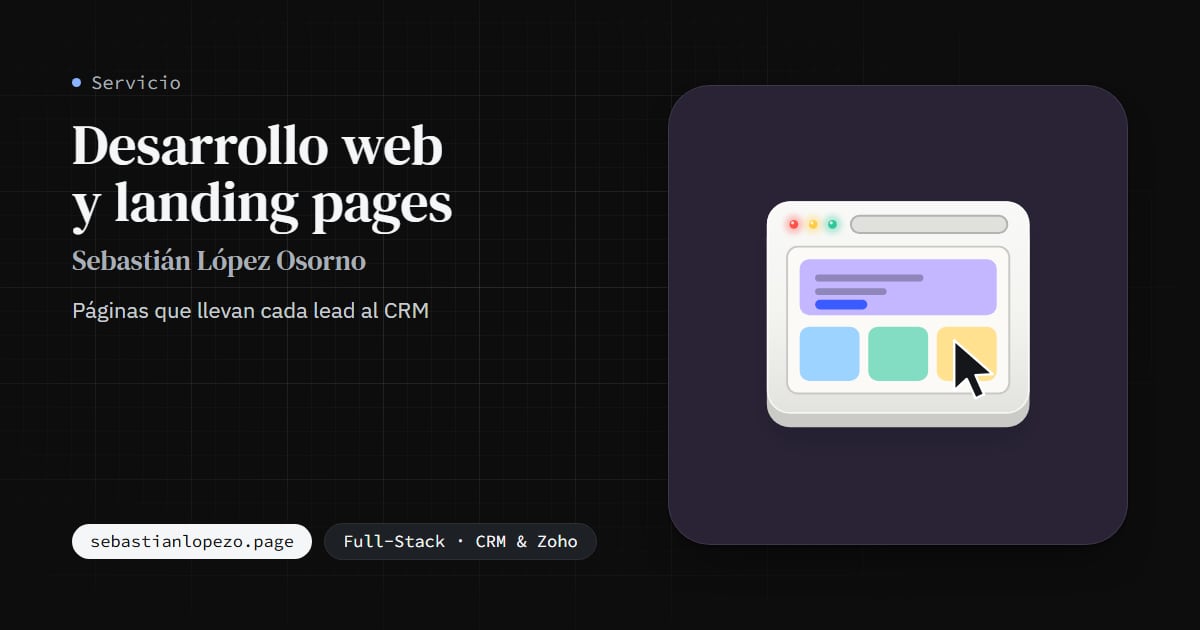 Servicio
Desarrollo web
y landing pages
Sebastián López Osorno
Páginas que llevan cada lead al CRM
sebastianlopezo.page
Full-Stack · CRM & Zoho